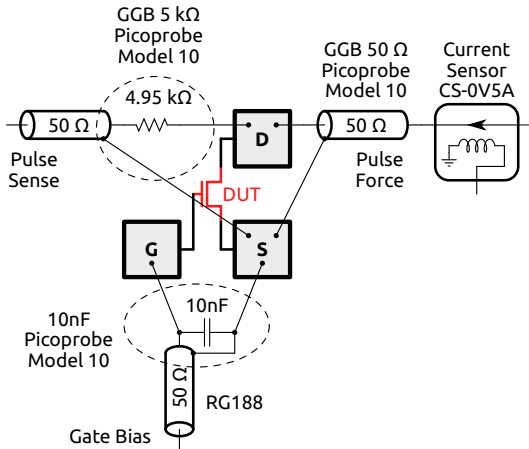 GGB 5 kΩ
Picoprobe
Model 10
GGB 50 Ω
Picoprobe
Model 10
Current
Sensor
CS-0V5A
4.95 kΩ
50 Ω
D
50 Ω
Pulse
Sense
Pulse
Force
DUT
G
S
10nF
Picoprobe
Model 10
10nF
50 Ω
RG188
Gate Bias